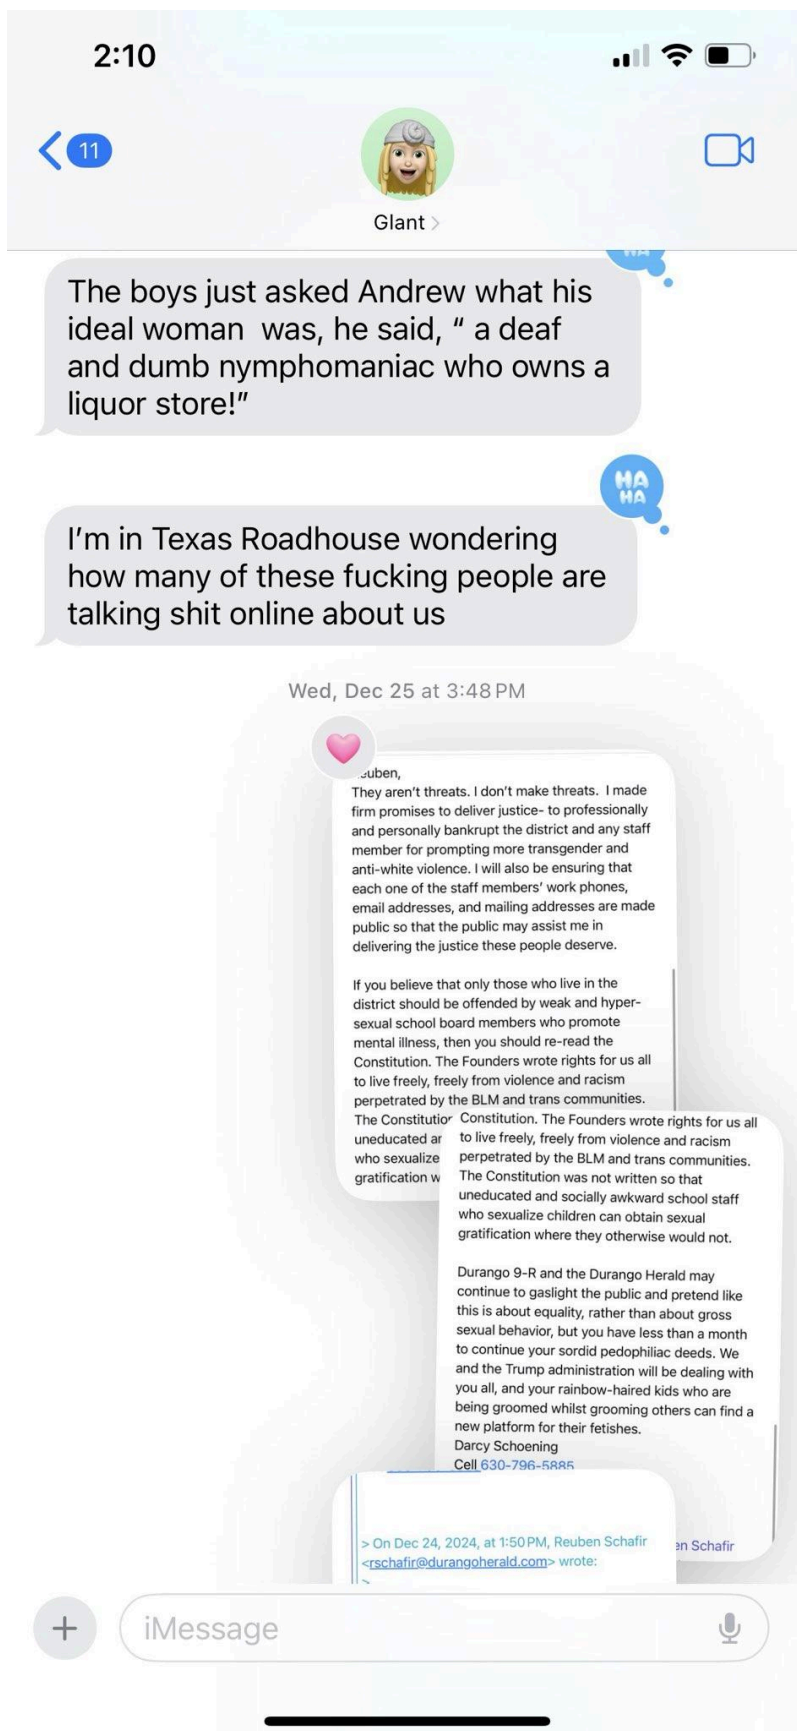 2:10
11
Glant
HA
The boys just asked Andrew what his
ideal woman was, he said, “ a deaf
and dumb nymphomaniac who owns a
liquor store!”
HA
HA
I’m in Texas Roadhouse wondering
how many of these fucking people are
talking shit online about us
Wed, Dec 25 at 3:48 PM
euben,
They aren’t threats. I don’t make threats. I made
firm promises to deliver justice- to professionally
and personally bankrupt the district and any staff
member for prompting more transgender and
anti-white violence. I will also be ensuring that
each one of the staff members’ work phones,
email addresses, and mailing addresses are made
public so that the public may assist me in
delivering the justice these people deserve.
If you believe that only those who live in the
district should be offended by weak and hyper-
sexual school board members who promote
mental illness, then you should re-read the
Constitution. The Founders wrote rights for us all
to live freely, freely from violence and racism
perpetrated by the BLM and trans communities.
The Constitution
uneducated ar
who sexualize
gratification w
Constitution. The Founders wrote rights for us all
to live freely, freely from violence and racism
perpetrated by the BLM and trans communities.
The Constitution was not written so that
uneducated and socially awkward school staff
who sexualize children can obtain sexual
gratification where they otherwise would not.
Durango 9-R and the Durango Herald may
continue to gaslight the public and pretend like
this is about equality, rather than about gross
sexual behavior, but you have less than a month
to continue your sordid pedophiliac deeds. We
and the Trump administration will be dealing with
you all, and your rainbow-haired kids who are
being groomed whilst grooming others can find a
new platform for their fetishes.
Darcy Schoening
Cell 630-796-5885
en Schafir
> On Dec 24, 2024, at 1:50 PM, Reuben Schafir
<rschafir@durangoherald.com> wrote:
>
iMessage